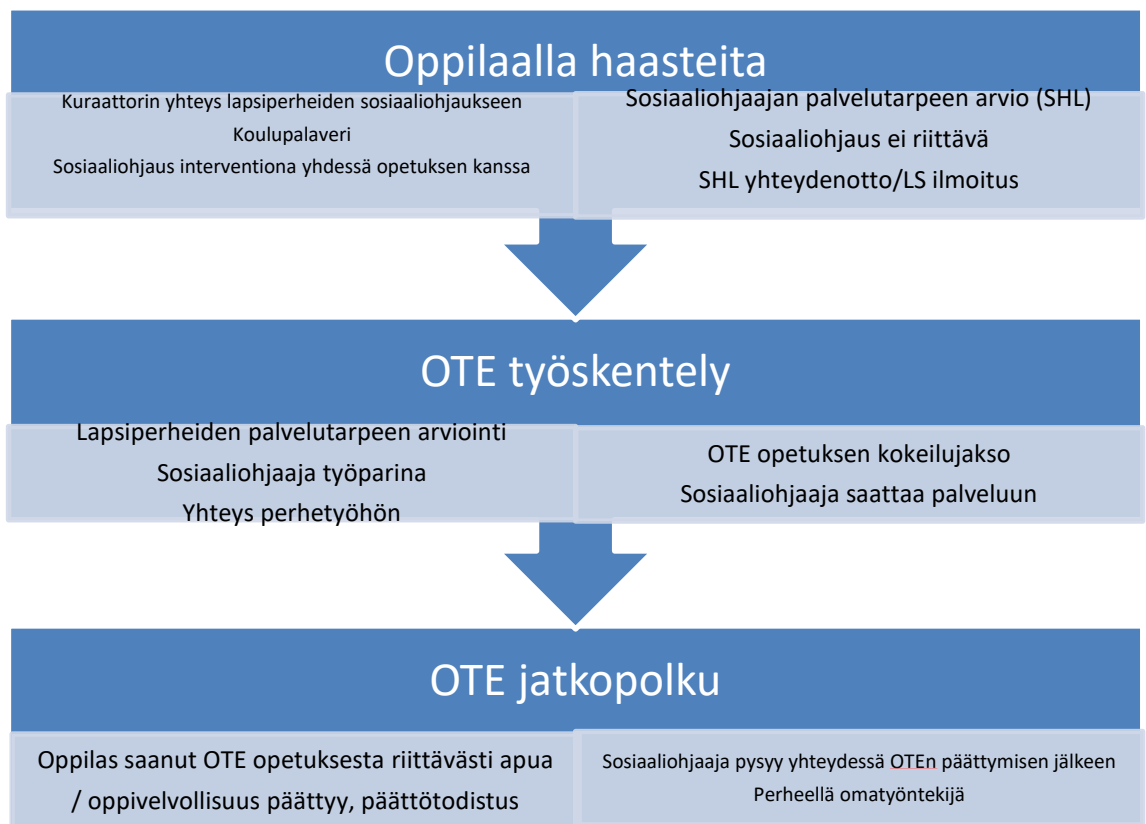 Oppilaalla haasteita
Kuraattorin yhteys lapsiperheiden sosiaaliohjaukseen
Koulupalaveri
Sosiaaliohjaus interventiona yhdessä opetuksen kanssa
Sosiaaliohjaajan palvelutarpeen arvio (SHL)
Sosiaaliohjaus ei riittävä
SHL yhteydenotto/LS ilmoitus
OTE työskentely
Lapsiperheiden palvelutarpeen arviointi
Sosiaaliohjaaja työparina
Yhteys perhetyöhön
OTE opetuksen kokeilujakso
Sosiaaliohjaaja saattaa palveluun
OTE jatkopolku
Oppilas saanut OTE opetuksesta riittävästi apua
/ oppivelvollisuus päättyy, päättötodistus
Sosiaaliohjaaja pysyy yhteydessä OTEn päättymisen jälkeen
Perheellä omatyöntekijä